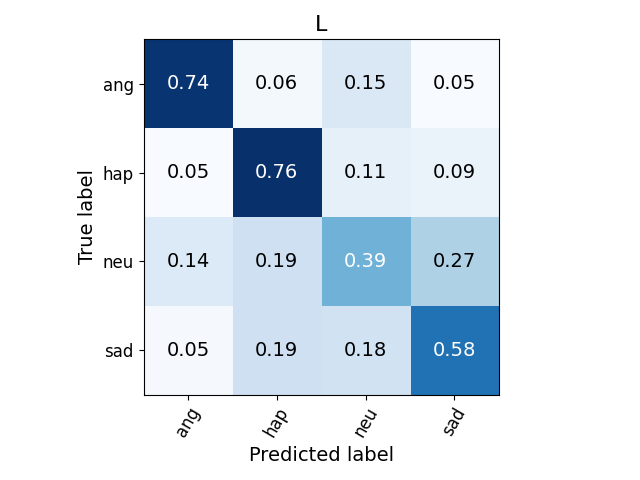 L
ang 0.74 0.06 0.15 0.05
hap 0.05 0.76 0.11 0.09
neu 0.14 0.19 0.39 0.27
sad 0.05 0.19 0.18 0.58
True label
ang hap neu sad
Predicted label